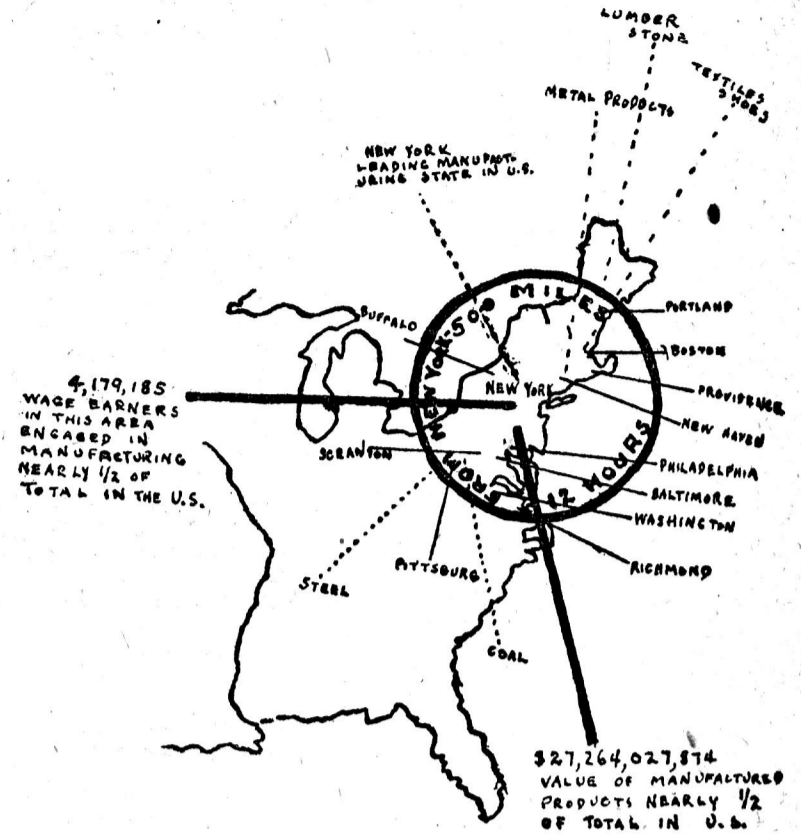 LUMBER
STONE
TEXTILES
SHOES
METAL PRODUCTS
NEW YORK
LEADING MANUFACT-
URING STATE IN U.S.
BUFFALO
FROM NEW YORK-500 MILES
12 HOURS
PORTLAND
BOSTON
PROVIDENCE
NEW HAVEN
NEW YORK
4,179,185
WAGE EARNERS
IN THIS AREA
ENGAGED IN
MANUFACTURING
NEARLY 1/2 OF
TOTAL IN THE U.S.
SCRANTON
PHILADELPHIA
BALTIMORE
WASHINGTON
RICHMOND
PITTSBURG
STEEL
COAL
$27,264,027,874
VALUE OF MANUFACTURED
PRODUCTS NEARLY 1/2
OF TOTAL IN U.S.